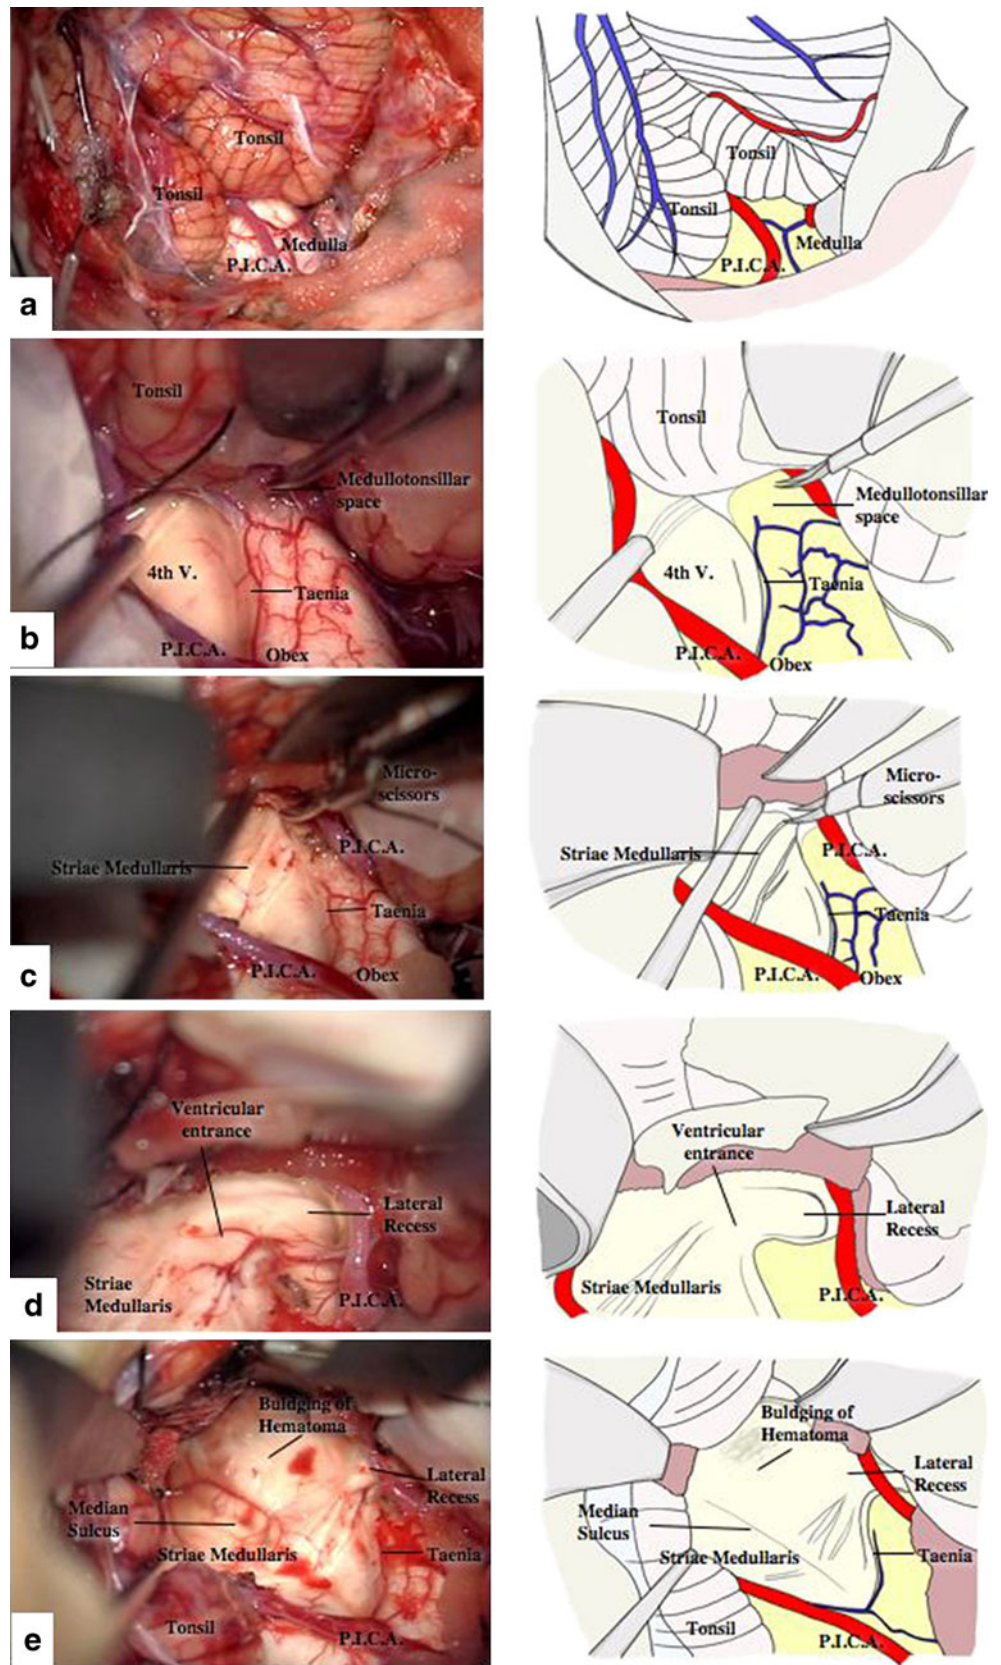 Tonsil
Tonsil
Medulla
P.I.C.A.
a
Tonsil
Tonsil
Medulla
P.I.C.A.
Tonsil
Medullotonsillar
space
4th V.
Taenia
P.I.C.A.
Obex
b
Tonsil
Medullotonsillar
space
4th V.
Taenia
P.I.C.A.
Obex
Micro-
scissors
P.I.C.A.
Striae Medullaris
Taenia
P.I.C.A.
Obex
c
Micro-
scissors
P.I.C.A.
Striae Medullaris
Taenia
P.I.C.A.
Obex
Ventricular
entrance
Lateral
Recess
Striae
Medullaris
P.I.C.A.
d
Ventricular
entrance
Lateral
Recess
Striae Medullaris
P.I.C.A.
Buldging of
Hematoma
Lateral
Recess
Median
Sulcus
Striae Medullaris
Taenia
Tonsil
P.I.C.A.
e
Buldging of
Hematoma
Lateral
Recess
Median
Sulcus
Striae Medullaris
Taenia
Tonsil
P.I.C.A.